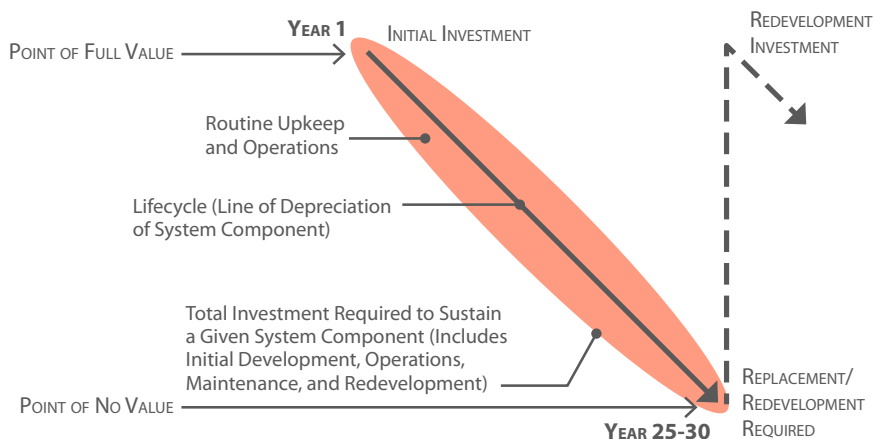 YEAR 1
INITIAL INVESTMENT
REDEVELOPMENT
INVESTMENT
POINT OF FULL VALUE
Routine Upkeep
and Operations
Lifecycle (Line of Depreciation
of System Component)
Total Investment Required to Sustain
a Given System Component (Includes
Initial Development, Operations,
Maintenance, and Redevelopment)
POINT OF NO VALUE
YEAR 25-30
REPLACEMENT/
REDEVELOPMENT
REQUIRED